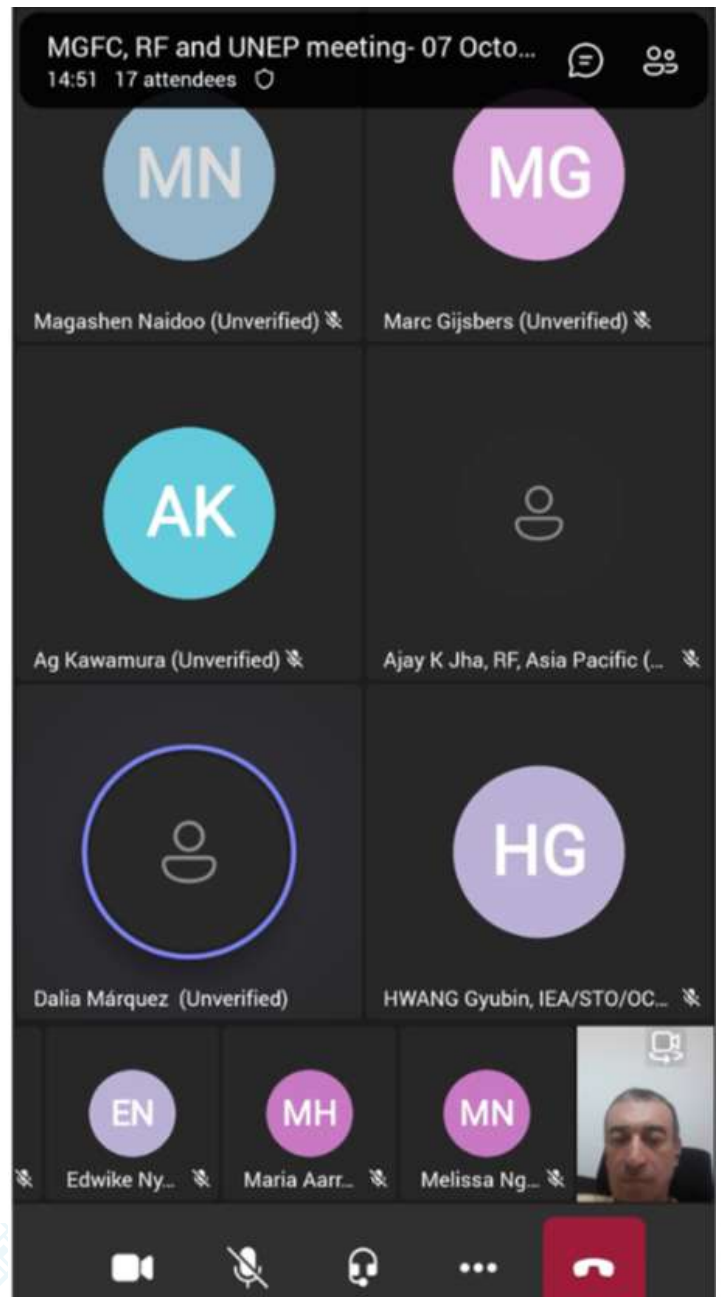 MGFC, RF and UNEP meeting- 07 Octo...
14:51 17 attendees
MN
MG
Magashen Naidoo (Unverified)
Marc Gijsbers (Unverified)
AK
Ag Kawamura (Unverified)
Ajay K Jha, RF, Asia Pacific (...
HG
Dalia Márquez (Unverified)
HWANG Gyubin, IEA/STO/OC...
EN
MH
MN
Edwike Ny...
Maria Aarr...
Melissa Ng...